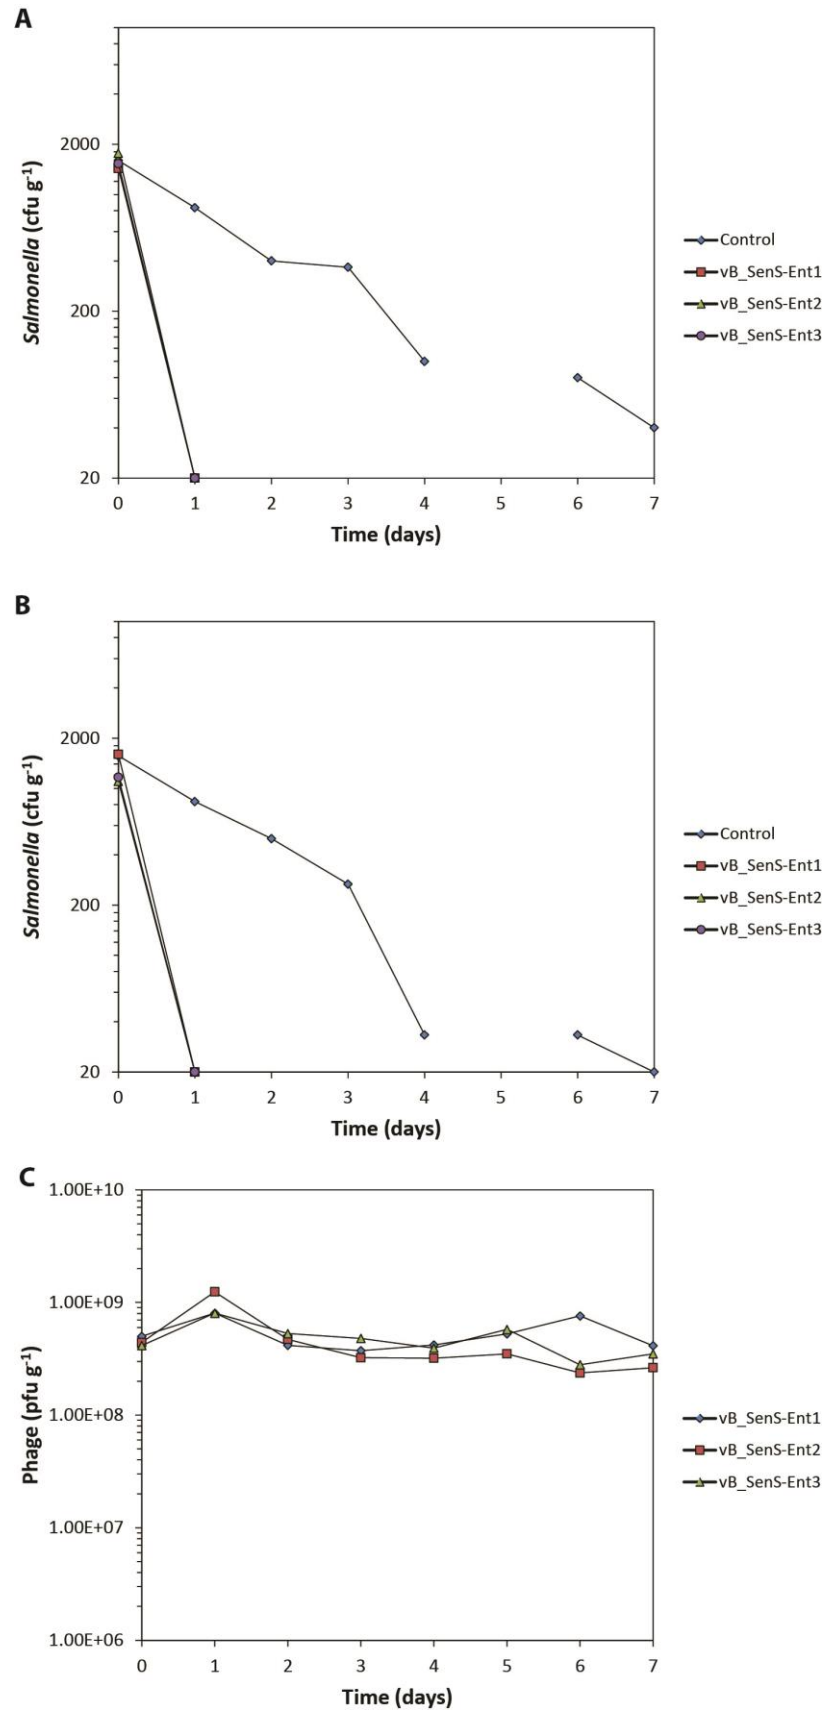 A
2000
200
20
Salmonella (cfu g-1)
0 1 2 3 4 5 6 7
Time (days)
Control
vB_SenS-Ent1
vB_SenS-Ent2
vB_SenS-Ent3
B
2000
200
20
Salmonella (cfu g-1)
0 1 2 3 4 5 6 7
Time (days)
Control
vB_SenS-Ent1
vB_SenS-Ent2
vB_SenS-Ent3
C
1.00E+10
1.00E+09
1.00E+08
1.00E+07
1.00E+06
Phage (pfu g-1)
0 1 2 3 4 5 6 7
Time (days)
vB_SenS-Ent1
vB_SenS-Ent2
vB_SenS-Ent3